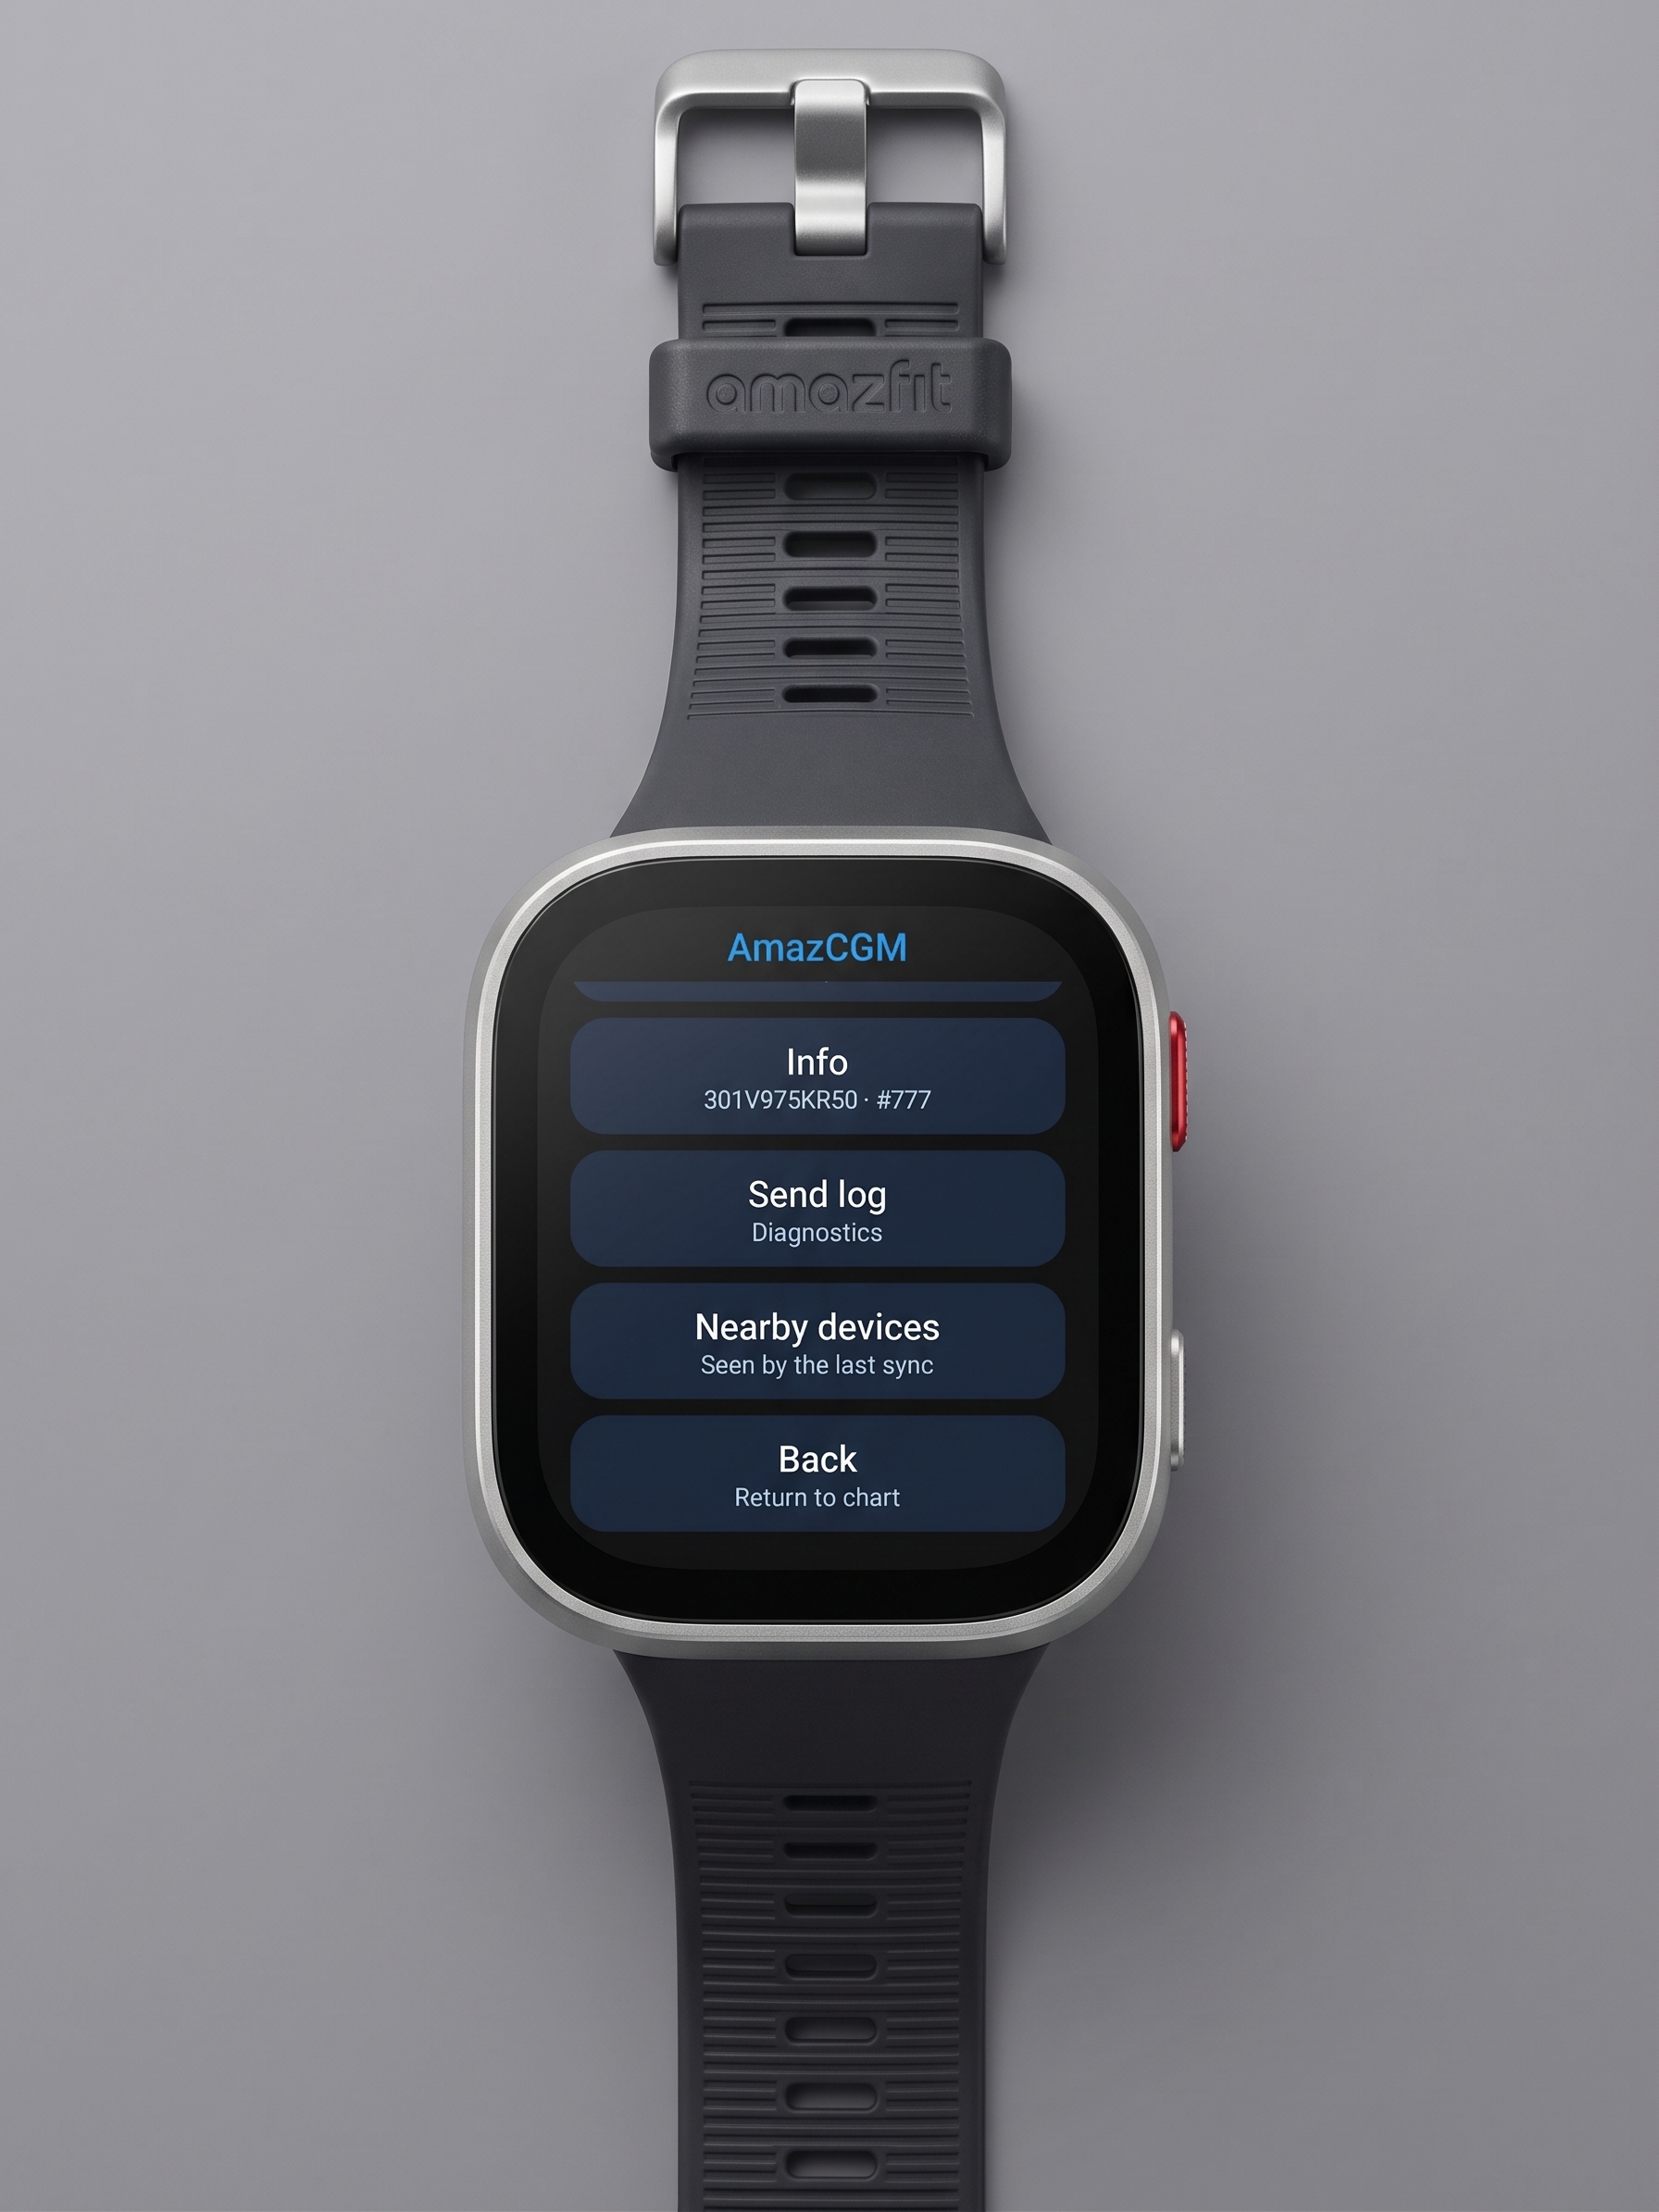 amazfit
AmazCGM
Info
301V975KR50 · #777
Send log
Diagnostics
Nearby devices
Seen by the last sync
Back
Return to chart